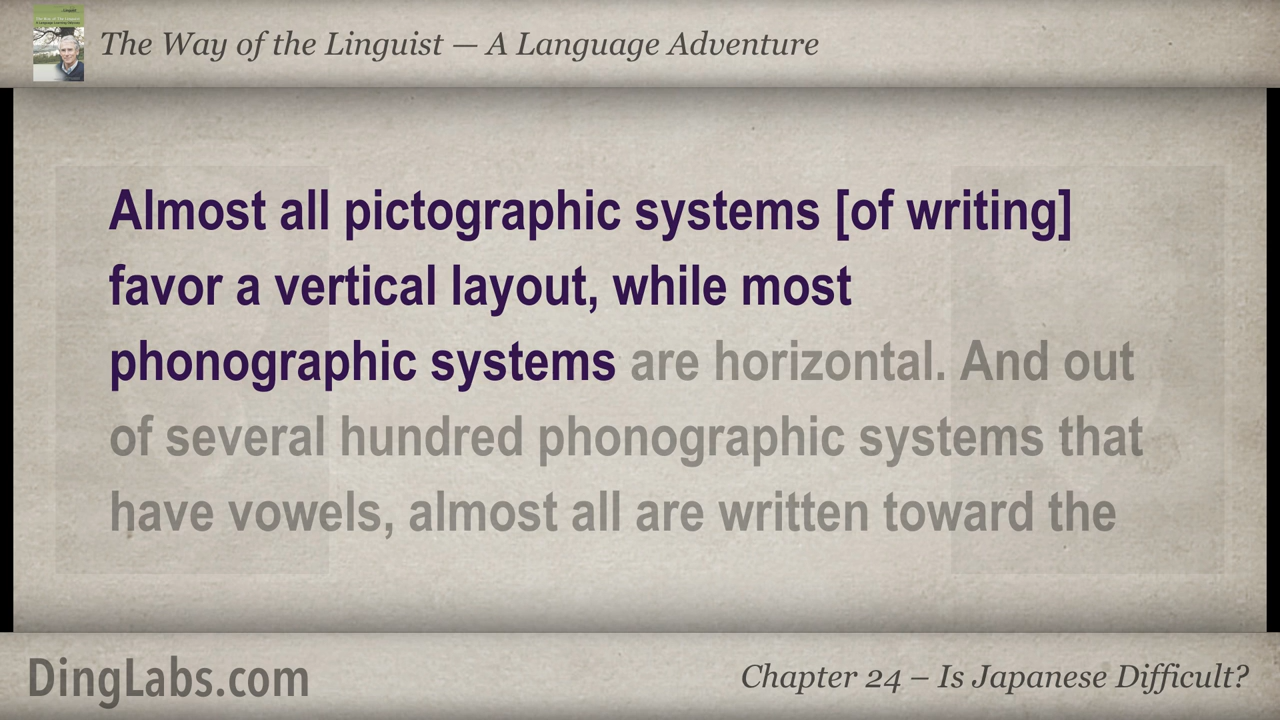 The Way of the Linguist — A Language Adventure
Almost all pictographic systems [of writing]
favor a vertical layout, while most
phonographic systems are horizontal. And out
of several hundred phonographic systems that
have vowels, almost all are written toward the
DingLabs.com
Chapter 24 – Is Japanese Difficult?